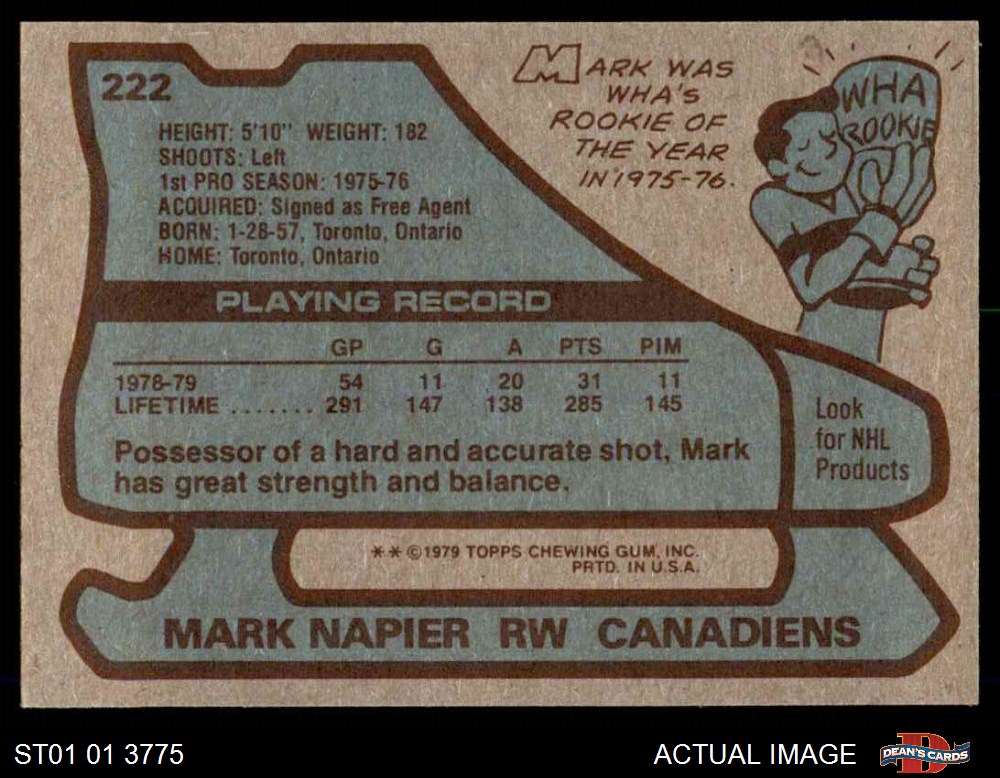 222
HEIGHT: 5'10" WEIGHT: 182
SHOOTS: Left
1st PRO SEASON: 1975-76
ACQUIRED: Signed as Free Agent
BORN: 1-28-57, Toronto, Ontario
HOME: Toronto, Ontario
MARK WAS
WHA'S
ROOKIE OF
THE YEAR
IN 1975-76.
WHA
ROOKIE
PLAYING RECORD
GP G A PTS PIM
1978-79 54 11 20 31 11
LIFETIME ....... 291 147 138 285 145
Possessor of a hard and accurate shot, Mark
has great strength and balance.
Look
for NHL
Products
** ©1979 TOPPS CHEWING GUM, INC.
PRTD. IN U.S.A.
MARK NAPIER RW CANADIENS
ST01 01 3775
ACTUAL IMAGE
D
DEAN'S CARDS